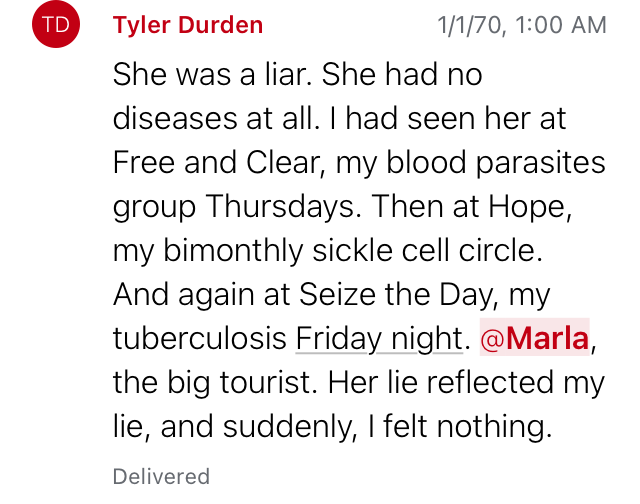 TD Tyler Durden 1/1/70, 1:00 AM
She was a liar. She had no
diseases at all. I had seen her at
Free and Clear, my blood parasites
group Thursdays. Then at Hope,
my bimonthly sickle cell circle.
And again at Seize the Day, my
tuberculosis Friday night. @Marla,
the big tourist. Her lie reflected my
lie, and suddenly, I felt nothing.
Delivered